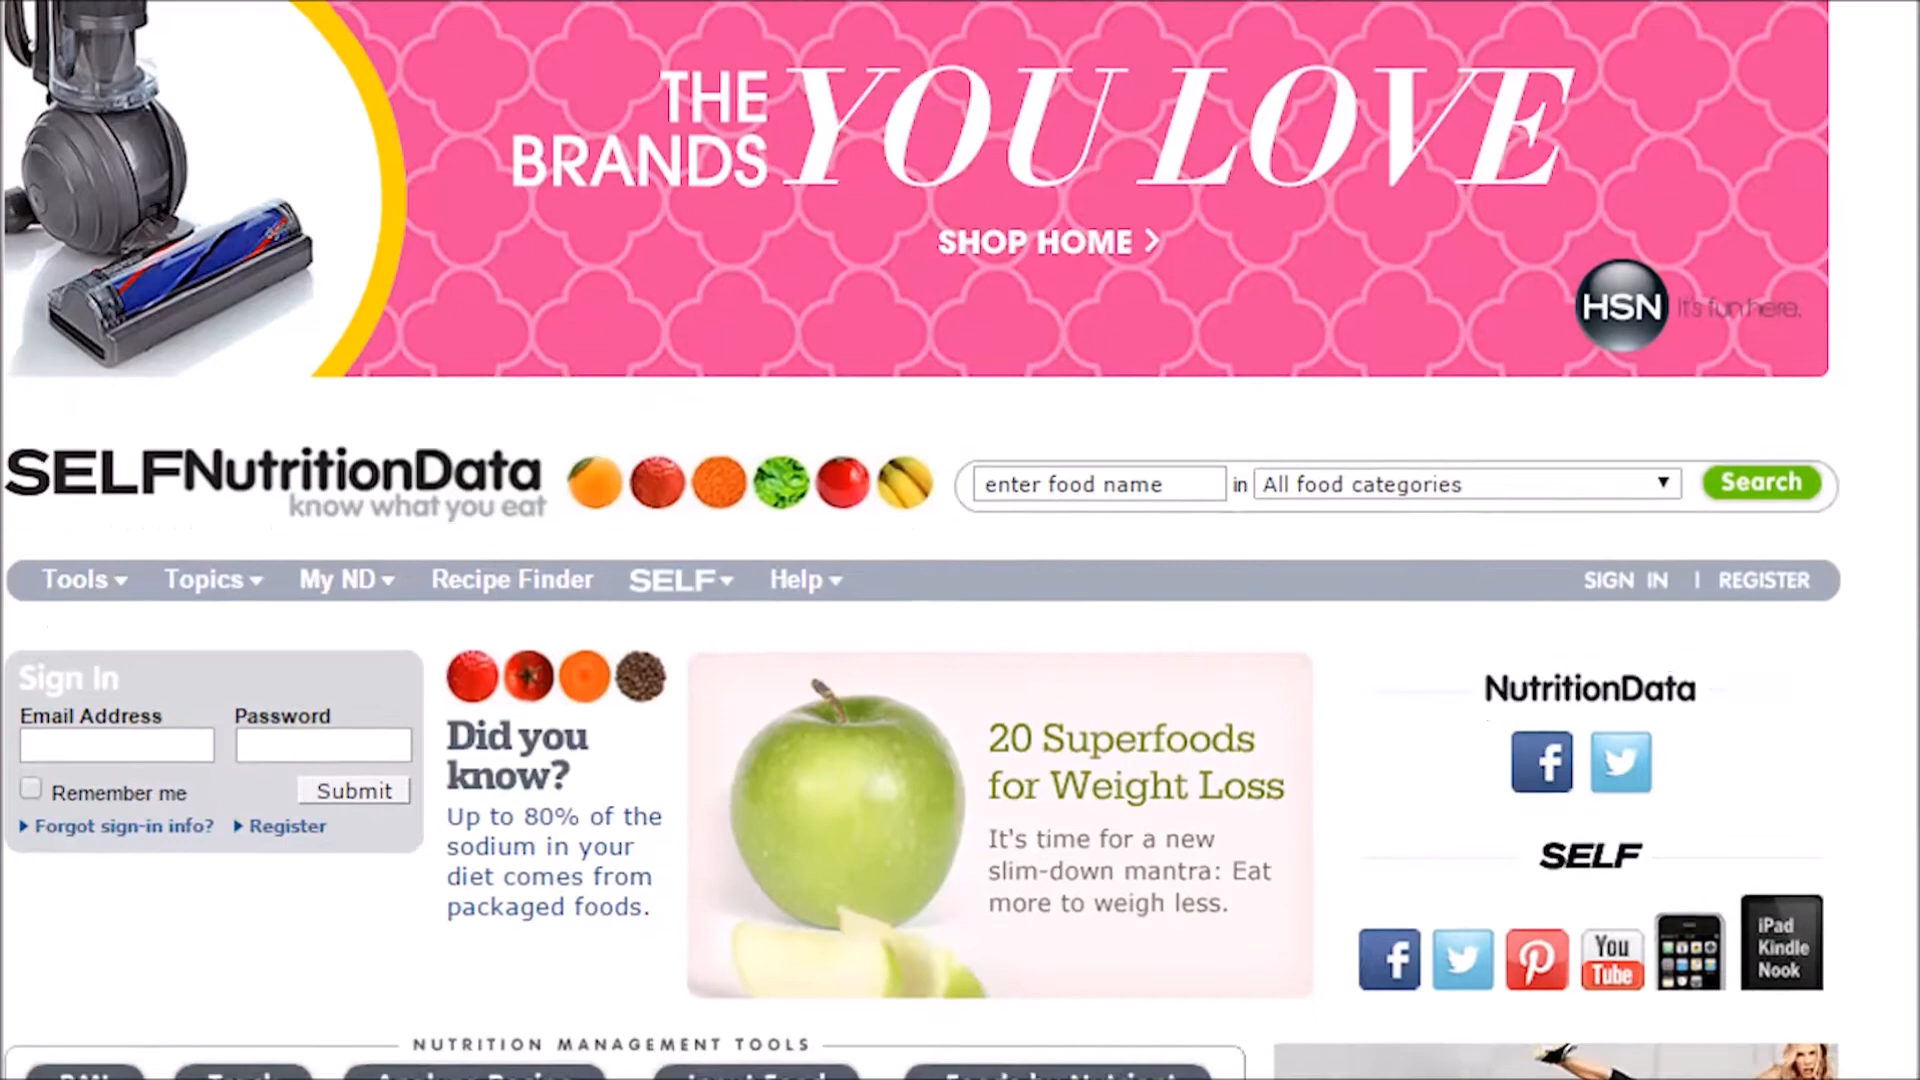 THE
BRANDS
YOU LOVE
SHOP HOME >
HSN It's fun here.
SELFNutritionData
know what you eat
enter food name in All food categories Search
Tools Topics My ND Recipe Finder SELF Help SIGN IN | REGISTER
Sign In
Email Address Password
Remember me Submit
Forgot sign-in info? Register
Did you
know?
Up to 80% of the
sodium in your
diet comes from
packaged foods.
20 Superfoods
for Weight Loss
It's time for a new
slim-down mantra: Eat
more to weigh less.
NutritionData
SELF
You
Tube
iPad
Kindle
Nook
NUTRITION MANAGEMENT TOOLS